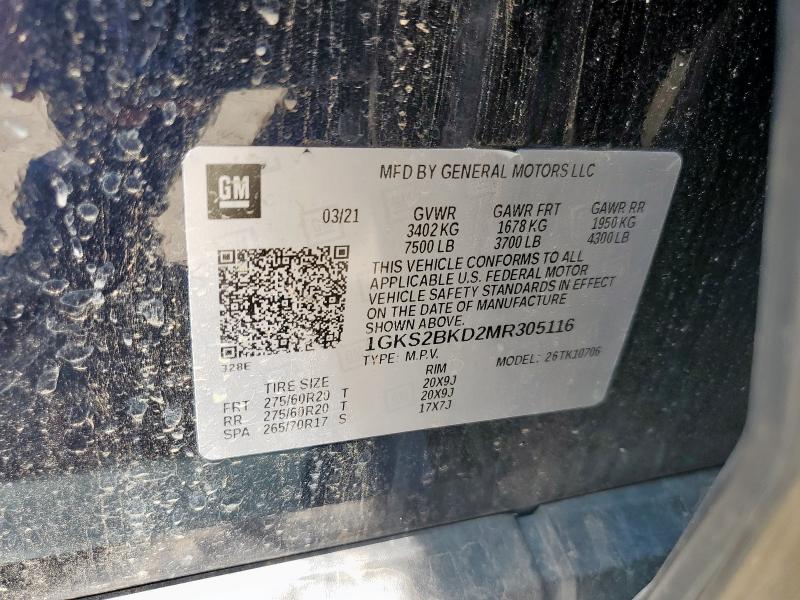 GM
MFD BY GENERAL MOTORS LLC
03/21 GVWR GAWR FRT GAWR RR
3402 KG 1678 KG 1950 KG
7500 LB 3700 LB 4300 LB
THIS VEHICLE CONFORMS TO ALL
APPLICABLE U.S. FEDERAL MOTOR
VEHICLE SAFETY STANDARDS IN EFFECT
ON THE DATE OF MANUFACTURE
SHOWN ABOVE.
1GKS2BKD2MR305116
TYPE: M.P.V. MODEL: 26TK10706
J28E
TIRE SIZE RIM
FRT 275/60R20 T 20X9J
RR 275/60R20 T 20X9J
SPA 265/70R17 S 17X7J